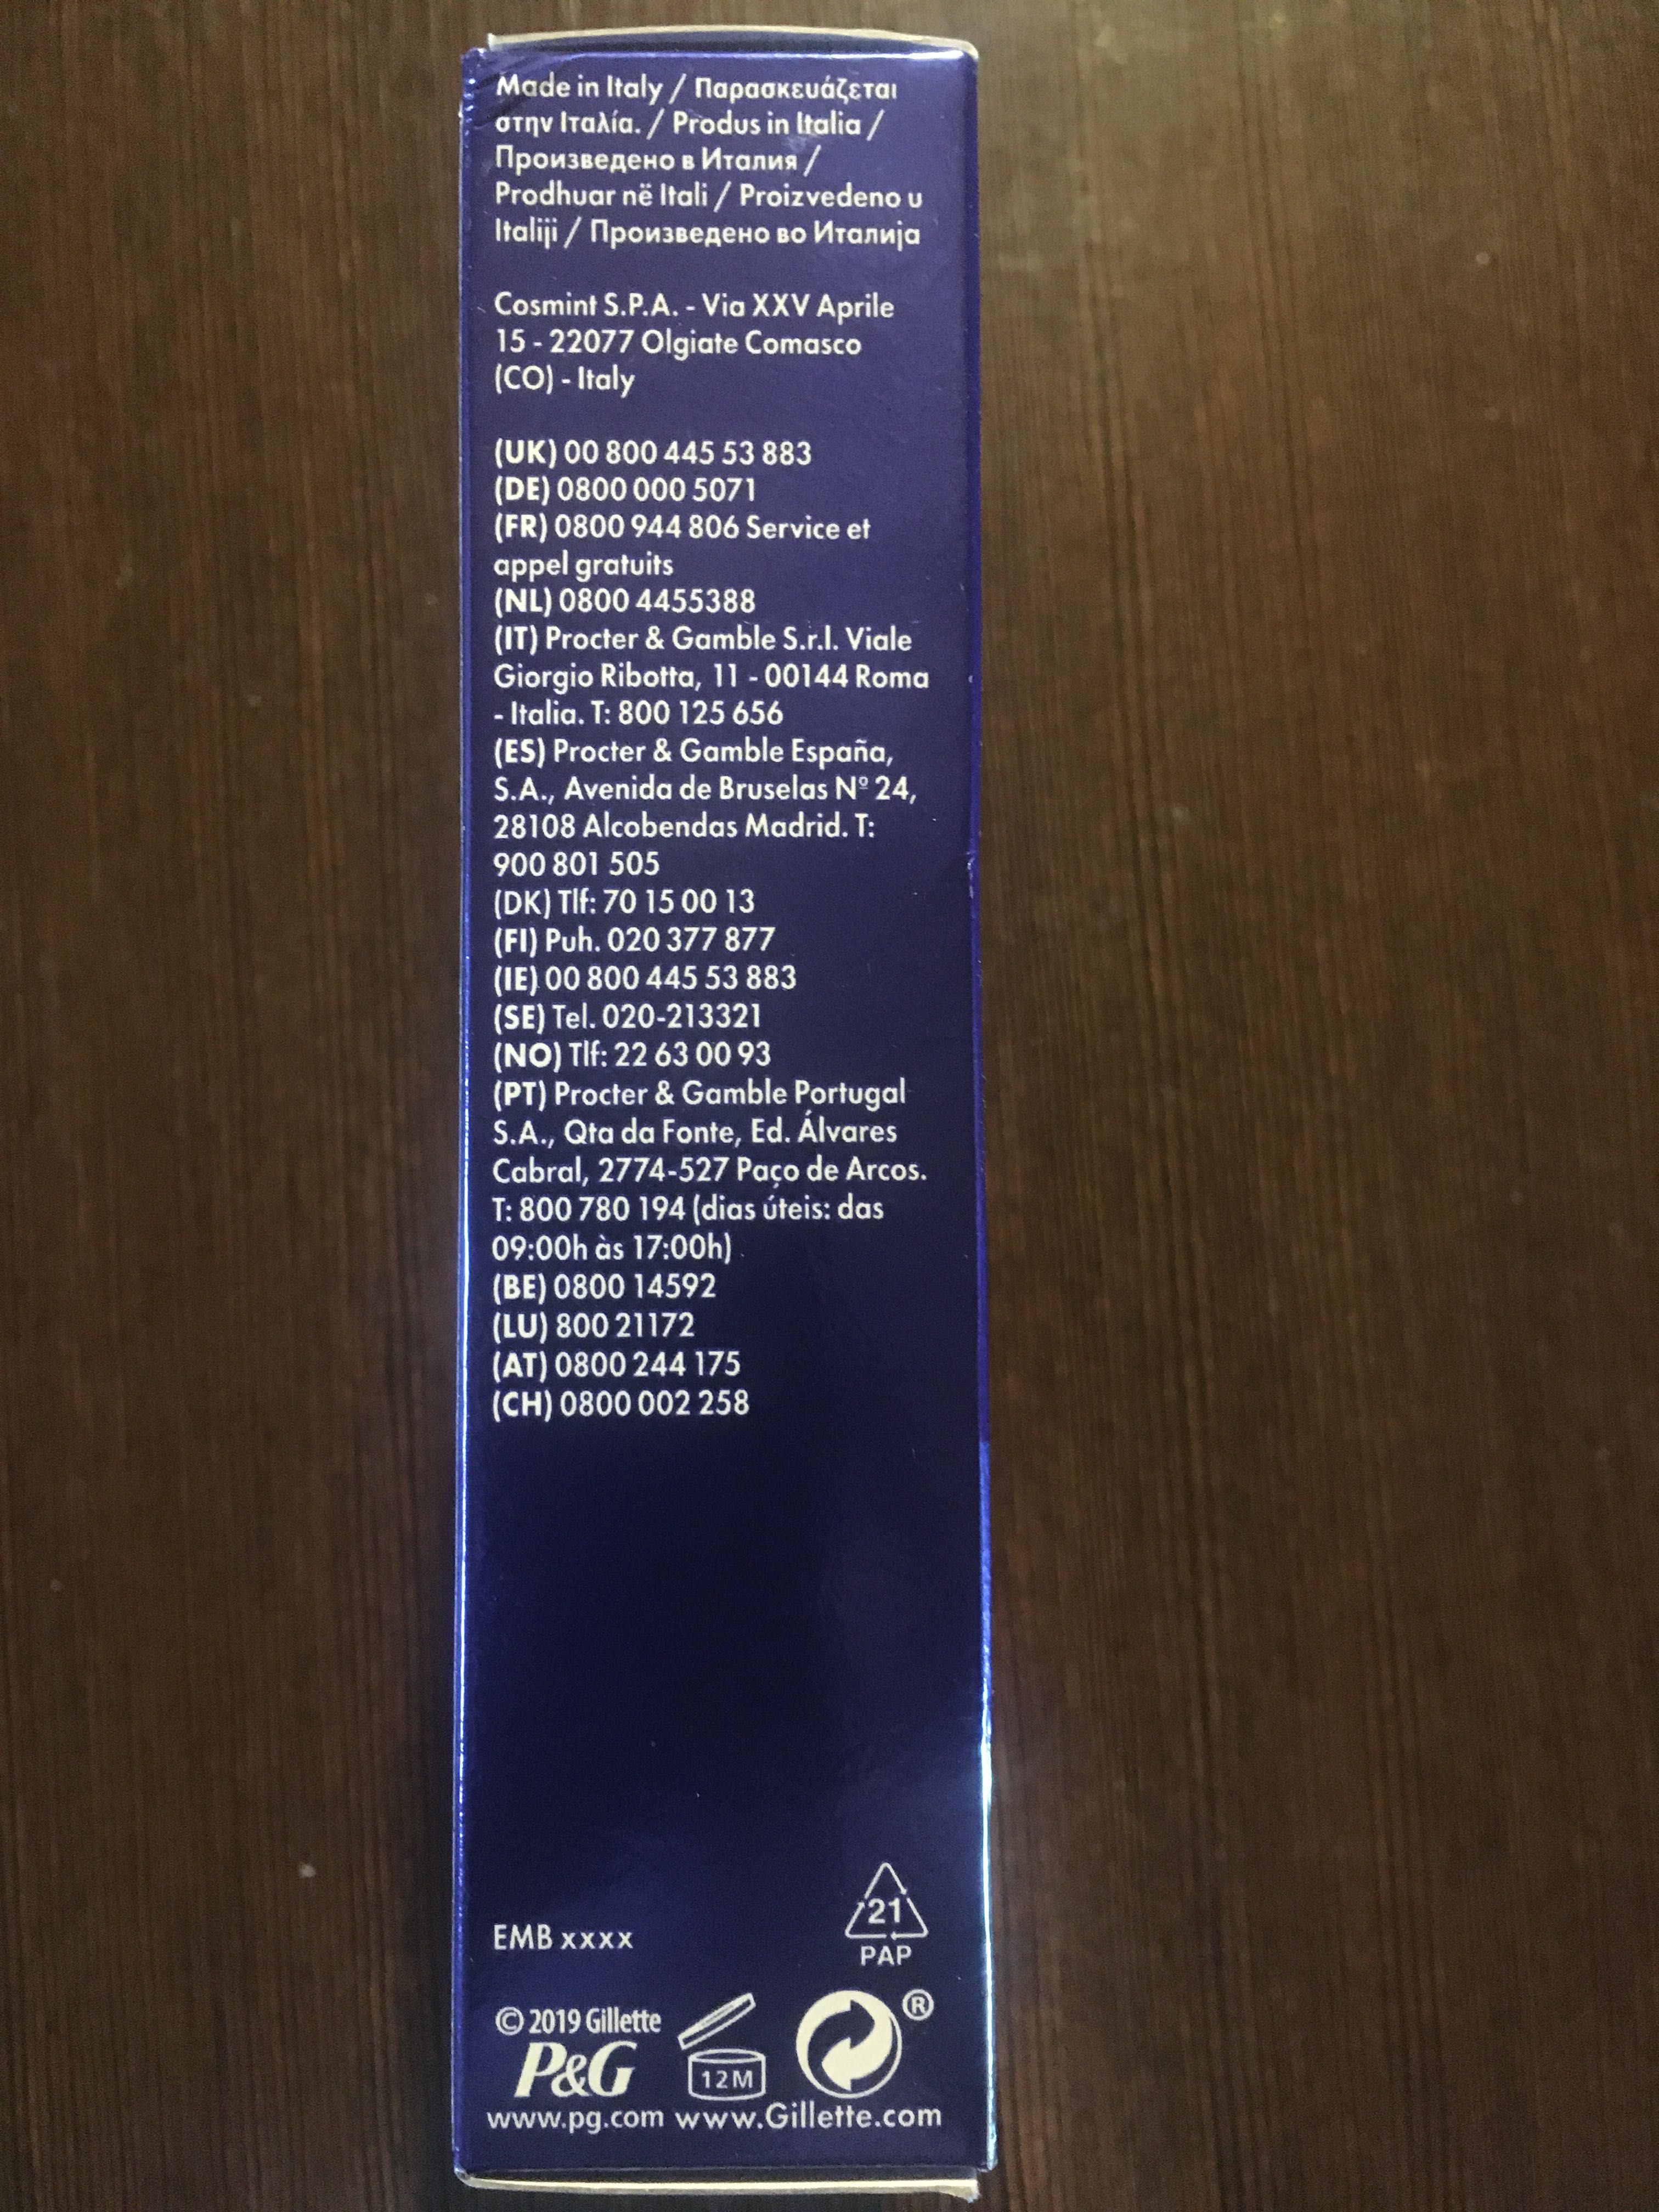 Made in Italy / Παρασκευάζεται
στην Ιταλία. / Produs in Italia /
Произведено в Италия /
Prodhuar në Itali / Proizvedeno u
Italiji / Произведено во Италија
Cosmint S.P.A. - Via XXV Aprile
15 - 22077 Olgiate Comasco
(CO) - Italy
(UK) 00 800 445 53 883
(DE) 0800 000 5071
(FR) 0800 944 806 Service et
appel gratuits
(NL) 0800 4455388
(IT) Procter & Gamble S.r.l. Viale
Giorgio Ribotta, 11 - 00144 Roma
- Italia. T: 800 125 656
(ES) Procter & Gamble España,
S.A., Avenida de Bruselas Nº 24,
28108 Alcobendas Madrid. T:
900 801 505
(DK) Tlf: 70 15 00 13
(FI) Puh. 020 377 877
(IE) 00 800 445 53 883
(SE) Tel. 020-213321
(NO) Tlf: 22 63 00 93
(PT) Procter & Gamble Portugal
S.A., Qta da Fonte, Ed. Álvares
Cabral, 2774-527 Paço de Arcos.
T: 800 780 194 (dias úteis: das
09:00h às 17:00h)
(BE) 0800 14592
(LU) 800 21172
(AT) 0800 244 175
(CH) 0800 002 258
21
EMB xxxx
PAP
© 2019 Gillette
®
P&G
12M
www.pg.com www.Gillette.com